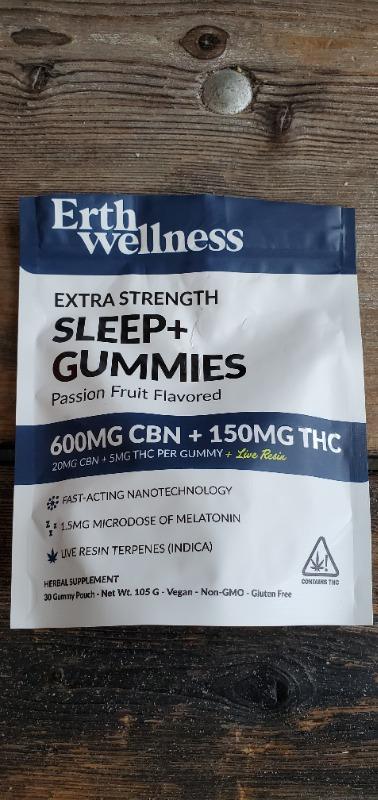 Erth
wellness
EXTRA STRENGTH
SLEEP+
GUMMIES
Passion Fruit Flavored
600MG CBN + 150MG THC
20MG CBN + 5MG THC PER GUMMY + Live Resin
FAST-ACTING NANOTECHNOLOGY
1.5MG MICRODOSE OF MELATONIN
LIVE RESIN TERPENES (INDICA)
CONTAINS THC
HERBAL SUPPLEMENT
30 Gummy Pouch - Net Wt. 105 G - Vegan - Non-GMO - Gluten Free